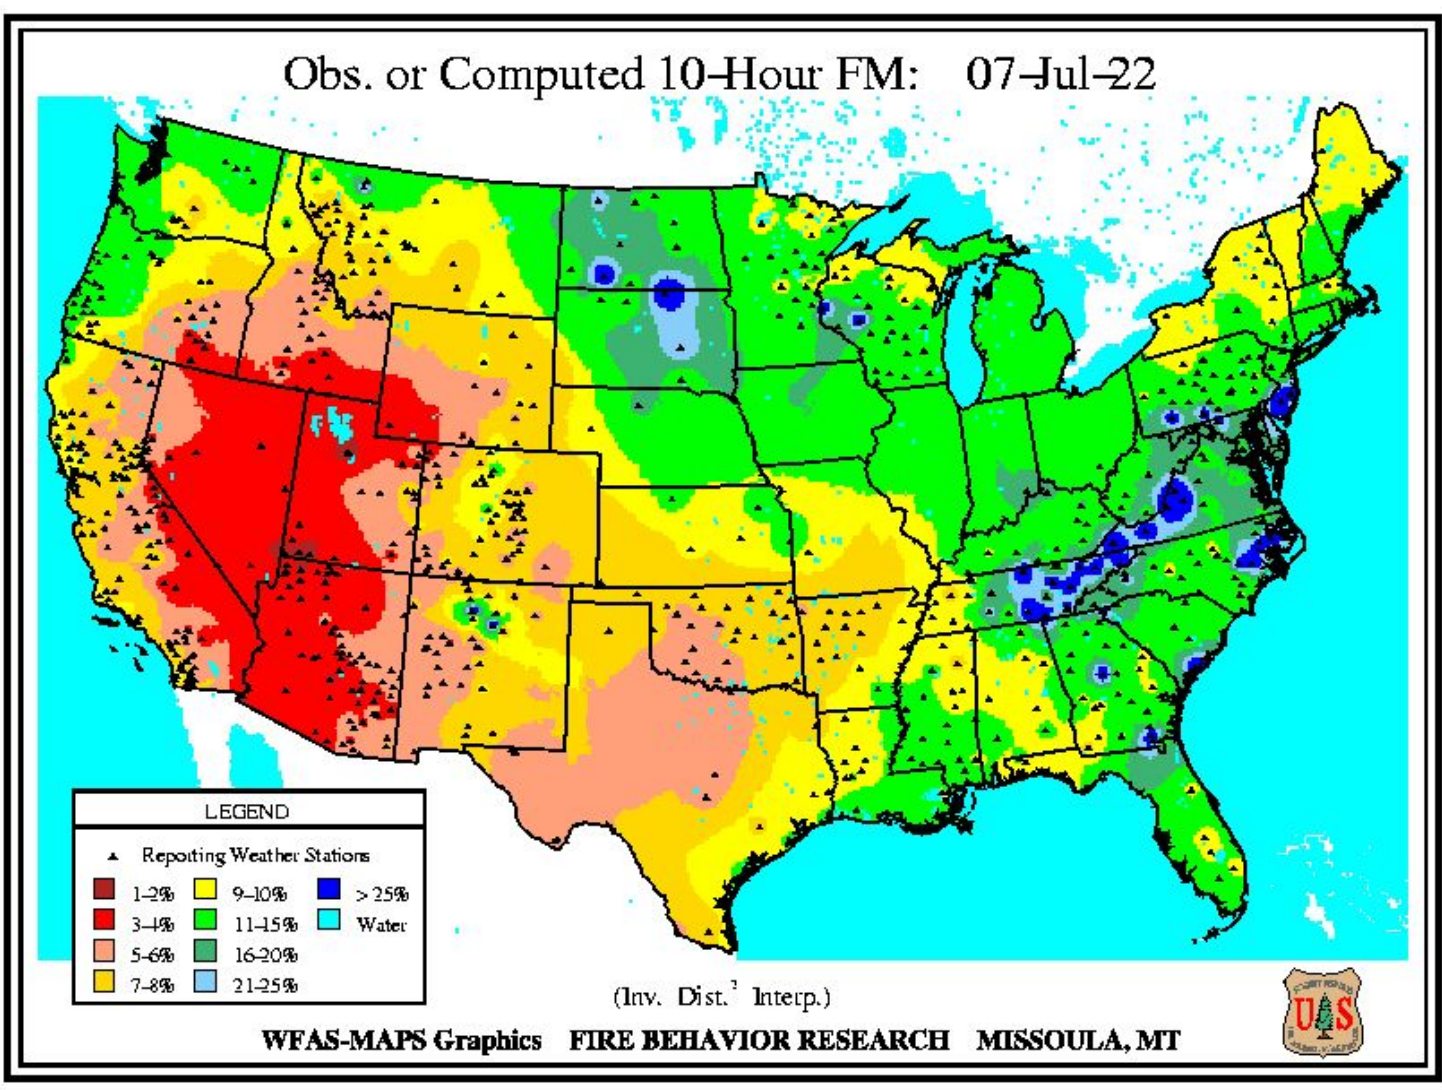 Obs. or Computed 10-Hour FM: 07-Jul-22
LEGEND
Reporting Weather Stations
1-2% 9-10% > 25%
3-4% 11-15% Water
5-6% 16-20%
7-8% 21-25%
(Inv. Dist.² Interp.)
WFAS-MAPS Graphics FIRE BEHAVIOR RESEARCH MISSOULA, MT
U S